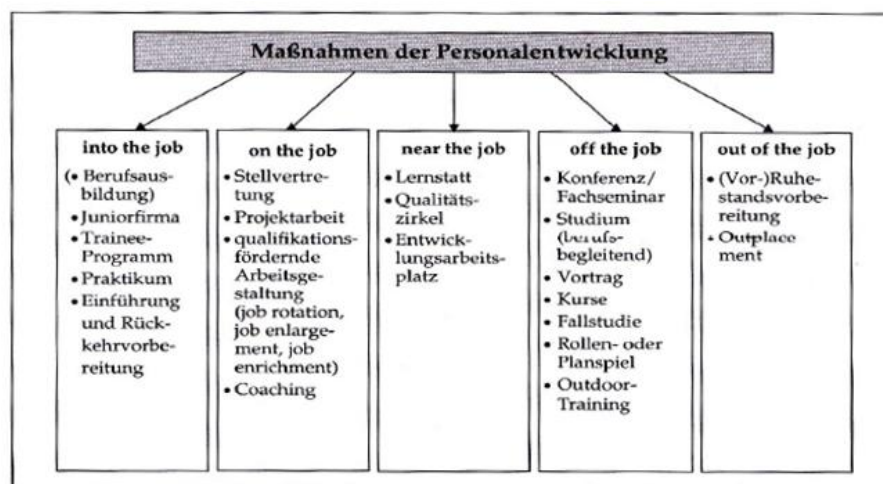 Maßnahmen der Personalentwicklung
into the job
(• Berufsaus-
bildung)
• Juniorfirma
• Trainee-
Programm
• Praktikum
• Einführung
und Rück-
kehrvorbe-
reitung
on the job
• Stellvertre-
tung
• Projektarbeit
• qualifikations-
fördernde
Arbeitsge-
staltung
(job rotation,
job enlarge-
ment, job
enrichment)
• Coaching
near the job
• Lernstatt
• Qualitäts-
zirkel
• Entwick-
lungsarbeits-
platz
off the job
• Konferenz/
Fachseminar
• Studium
(berufs-
begleitend)
• Vortrag
• Kurse
• Fallstudie
• Rollen- oder
Planspiel
• Outdoor-
Training
out of the job
• (Vor-)Ruhe-
standsvorbe-
reitung
• Outplace
ment